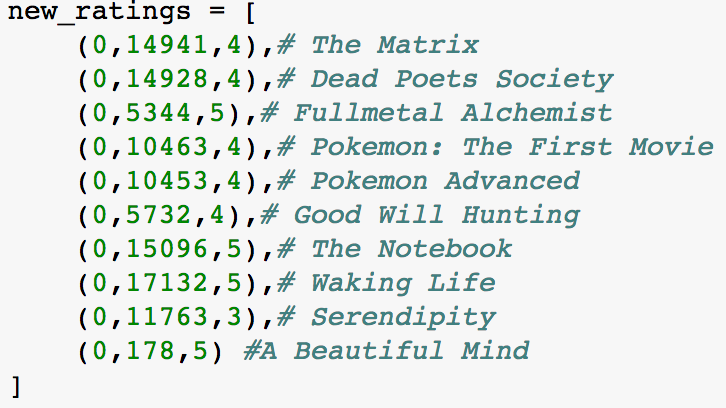 new_ratings = [
(0,14941,4),# The Matrix
(0,14928,4),# Dead Poets Society
(0,5344,5),# Fullmetal Alchemist
(0,10463,4),# Pokemon: The First Movie
(0,10453,4),# Pokemon Advanced
(0,5732,4),# Good Will Hunting
(0,15096,5),# The Notebook
(0,17132,5),# Waking Life
(0,11763,3),# Serendipity
(0,178,5) #A Beautiful Mind
]